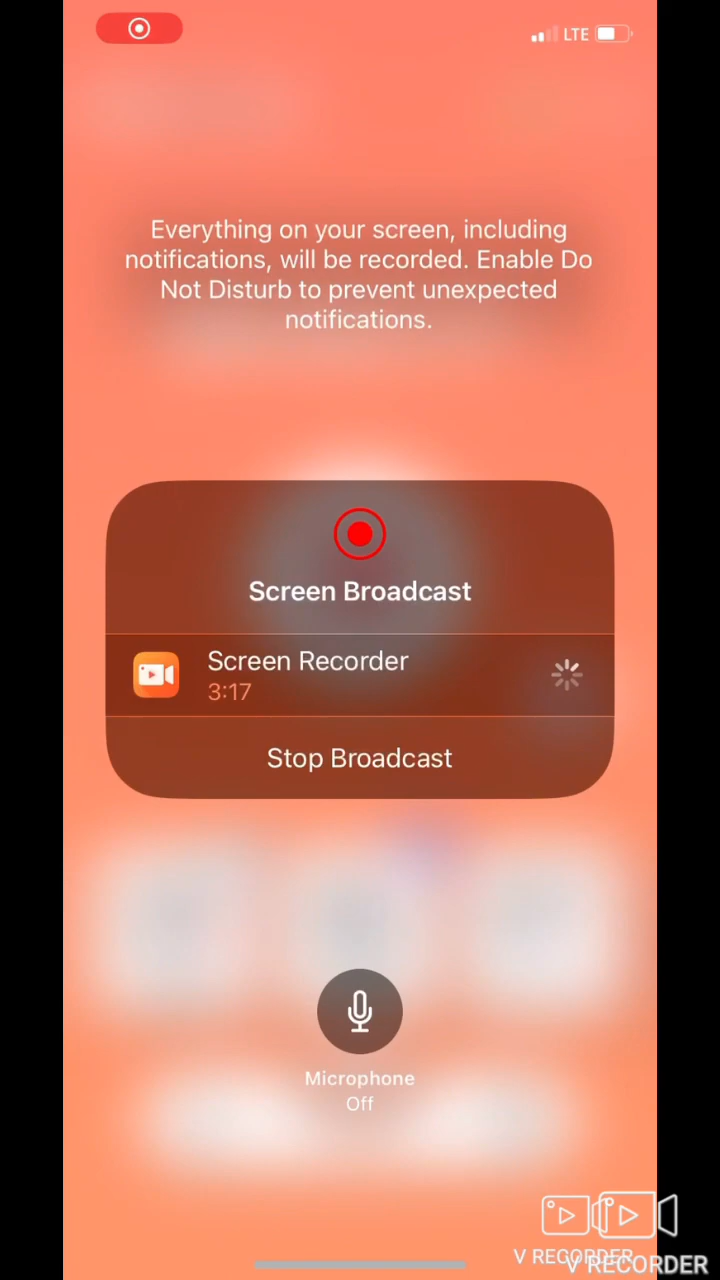 LTE
Everything on your screen, including
notifications, will be recorded. Enable Do
Not Disturb to prevent unexpected
notifications.
Screen Broadcast
Screen Recorder
3:17
Stop Broadcast
Microphone
Off
V RECORDER
V RECORDER